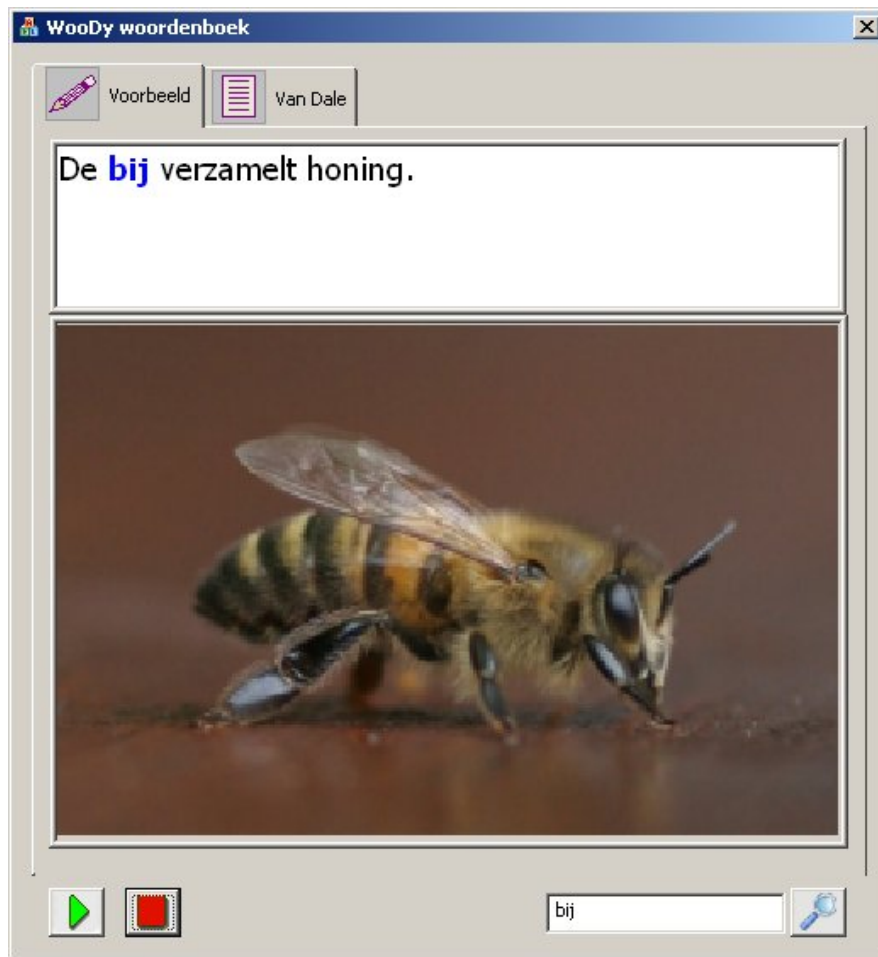 WooDy woordenboek
Voorbeeld
Van Dale
De bij verzamelt honing.
bij